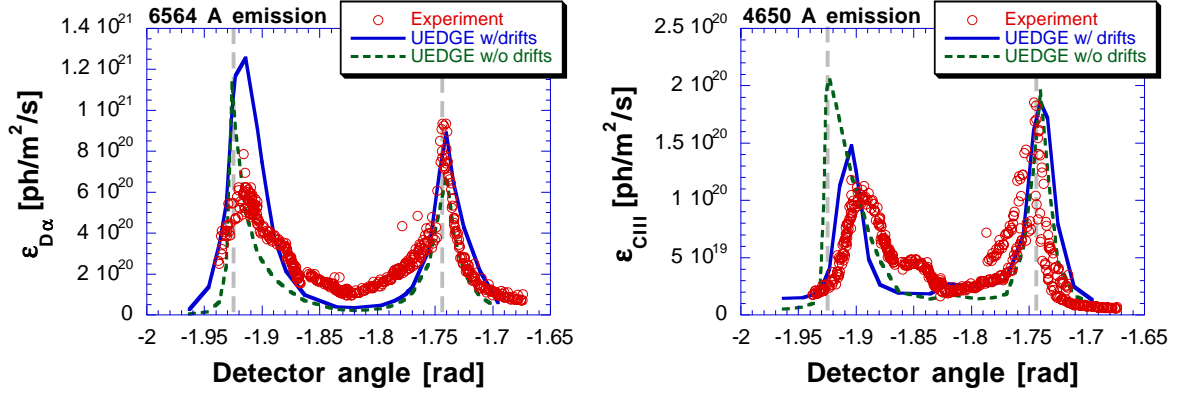 6564 A emission
Experiment
UEDGE w/drifts
UEDGE w/o drifts
1.4 10^21
1.2 10^21
1 10^21
8 10^20
6 10^20
4 10^20
2 10^20
0
ε_Dα [ph/m^2/s]
-2 -1.95 -1.9 -1.85 -1.8 -1.75 -1.7 -1.65
Detector angle [rad]
4650 A emission
Experiment
UEDGE w/ drifts
UEDGE w/o drifts
2.5 10^20
2 10^20
1.5 10^20
1 10^20
5 10^19
0
ε_CIII [ph/m^2/s]
-2 -1.95 -1.9 -1.85 -1.8 -1.75 -1.7 -1.65
Detector angle [rad]